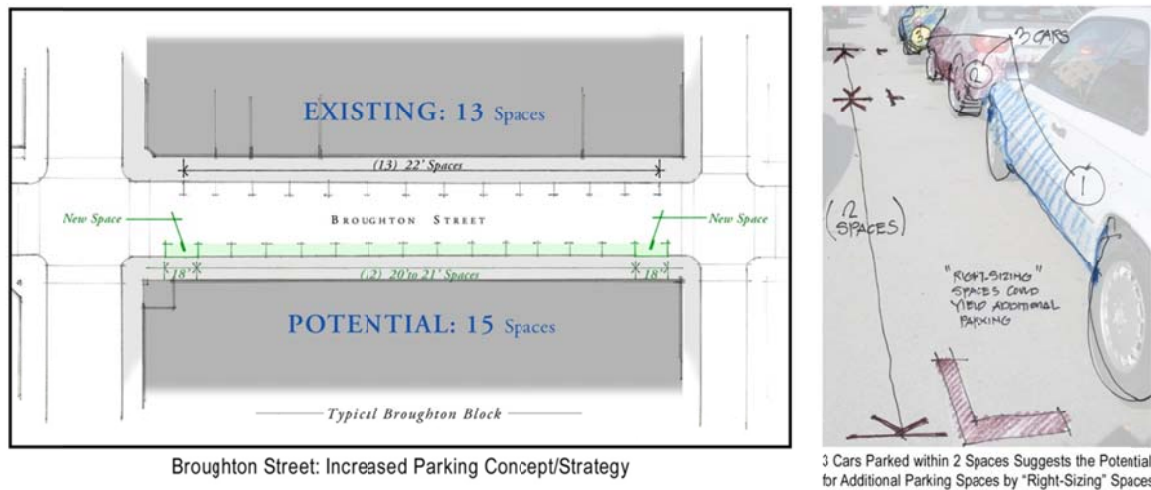 EXISTING: 13 Spaces
(13) 22' Spaces
New Space
BROUGHTON STREET
New Space
18'
(.2) 20' to 21' Spaces
18'
POTENTIAL: 15 Spaces
Typicil Broughton Block
Broughton Street: Increased Parking Concept/Strategy
3
3 CARS
2
1
(2
SPACES)
"RIGHT-SIZING"
SPACES COULD
YIELD ADDITIONAL
PARKING
3 Cars Parked within 2 Spaces Suggests the Potential
for Additional Parking Spaces by "Right-Sizing" Spaces